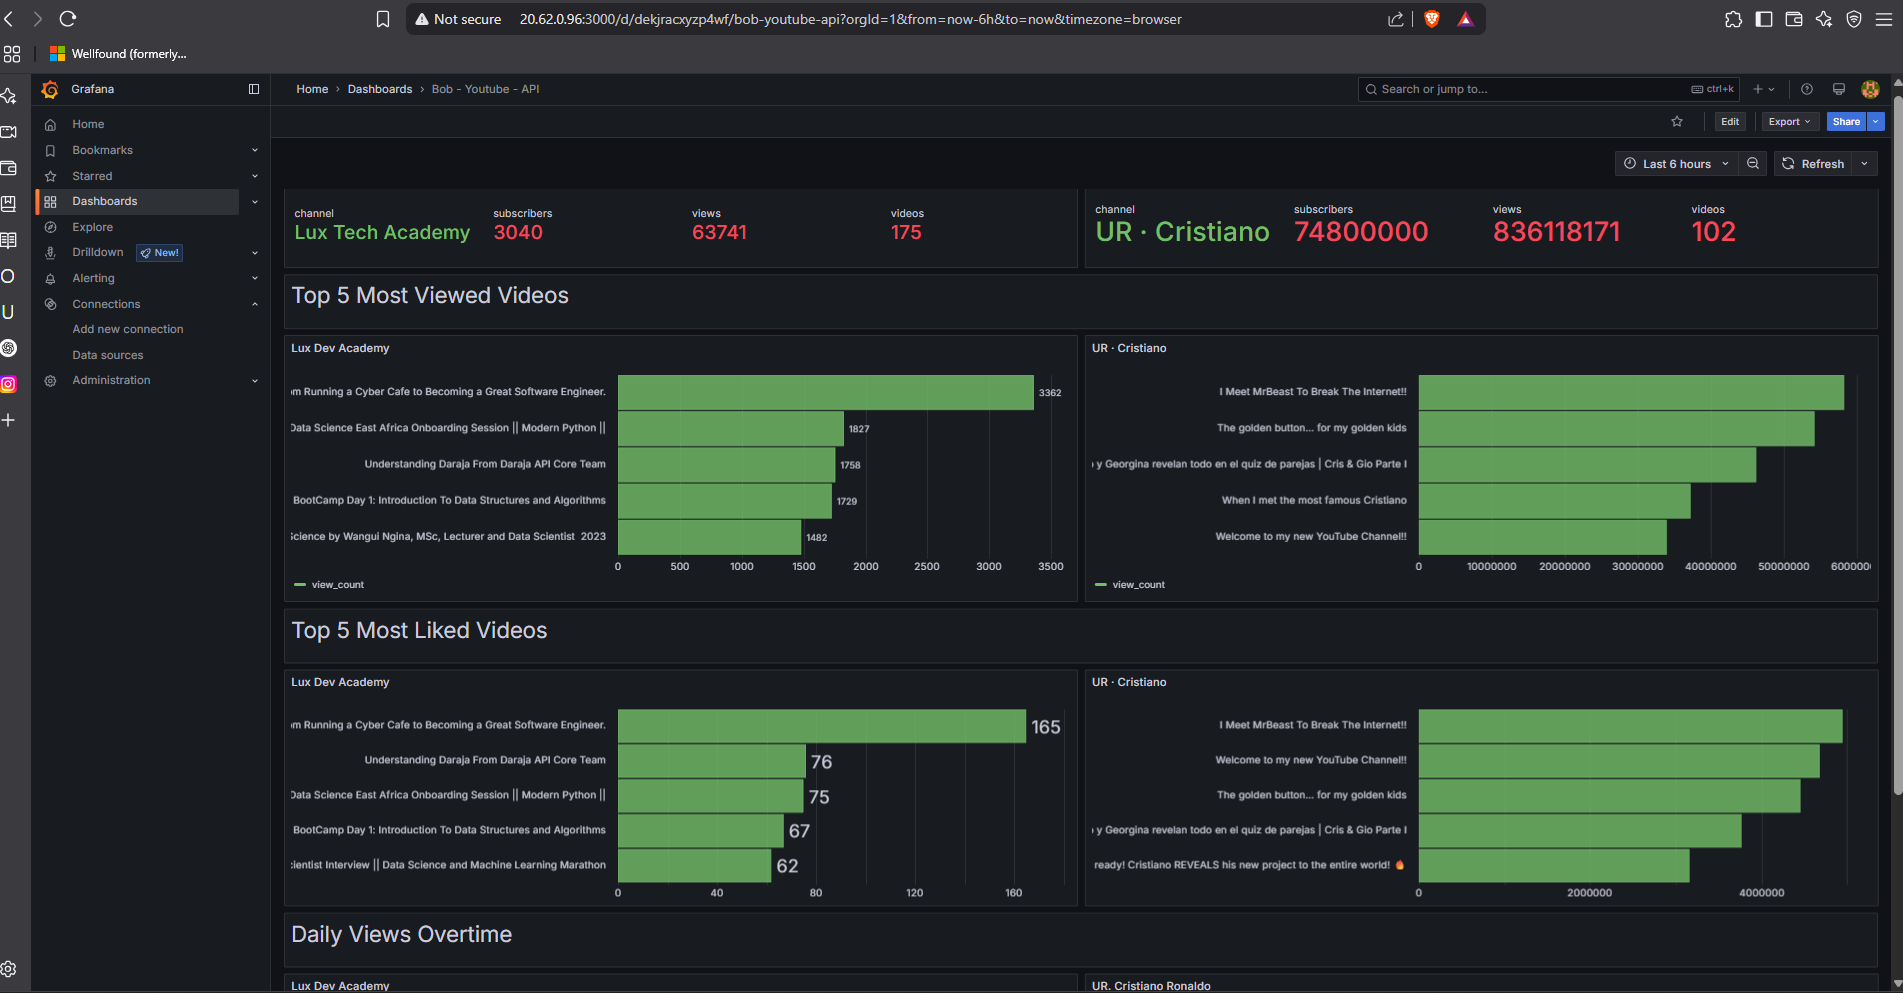 Not secure 20.62.0.96:3000/d/dekjracxyzp4wf/bob-youtube-api?orgId=1&from=now-6h&to=now&timezone=browser
Wellfound (formerly...
Grafana
Home › Dashboards › Bob - Youtube - API
Search or jump to...
ctrl+k
Home
Bookmarks
Starred
Dashboards
Explore
Drilldown
New!
Alerting
Connections
Add new connection
Data sources
Administration
Edit
Export
Share
Last 6 hours
Refresh
channel subscribers views videos
Lux Tech Academy 3040 63741 175
channel subscribers views videos
UR · Cristiano 74800000 836118171 102
Top 5 Most Viewed Videos
Lux Dev Academy
om Running a Cyber Cafe to Becoming a Great Software Engineer. 3362
Data Science East Africa Onboarding Session || Modern Python || 1827
Understanding Daraja From Daraja API Core Team 1758
BootCamp Day 1: Introduction To Data Structures and Algorithms 1729
Science by Wangui Ngina, MSc, Lecturer and Data Scientist 2023 1482
0 500 1000 1500 2000 2500 3000 3500
view_count
UR · Cristiano
I Meet MrBeast To Break The Internet!!
The golden button... for my golden kids
y Georgina revelan todo en el quiz de parejas | Cris & Gio Parte I
When I met the most famous Cristiano
Welcome to my new YouTube Channel!!
0 10000000 20000000 30000000 40000000 50000000 6000000
view_count
Top 5 Most Liked Videos
Lux Dev Academy
om Running a Cyber Cafe to Becoming a Great Software Engineer. 165
Understanding Daraja From Daraja API Core Team 76
Data Science East Africa Onboarding Session || Modern Python || 75
BootCamp Day 1: Introduction To Data Structures and Algorithms 67
cientist Interview || Data Science and Machine Learning Marathon 62
0 40 80 120 160
UR · Cristiano
I Meet MrBeast To Break The Internet!!
Welcome to my new YouTube Channel!!
The golden button... for my golden kids
y Georgina revelan todo en el quiz de parejas | Cris & Gio Parte I
ready! Cristiano REVEALS his new project to the entire world! 🔥
0 2000000 4000000
Daily Views Overtime
Lux Dev Academy
UR. Cristiano Ronaldo